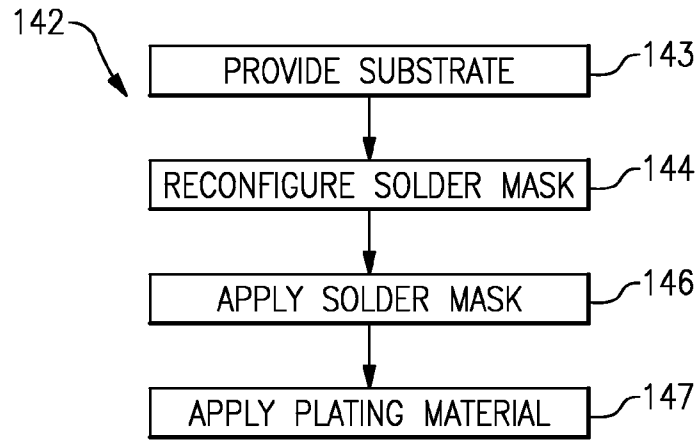 142
PROVIDE SUBSTRATE 143
RECONFIGURE SOLDER MASK 144
APPLY SOLDER MASK 146
APPLY PLATING MATERIAL 147